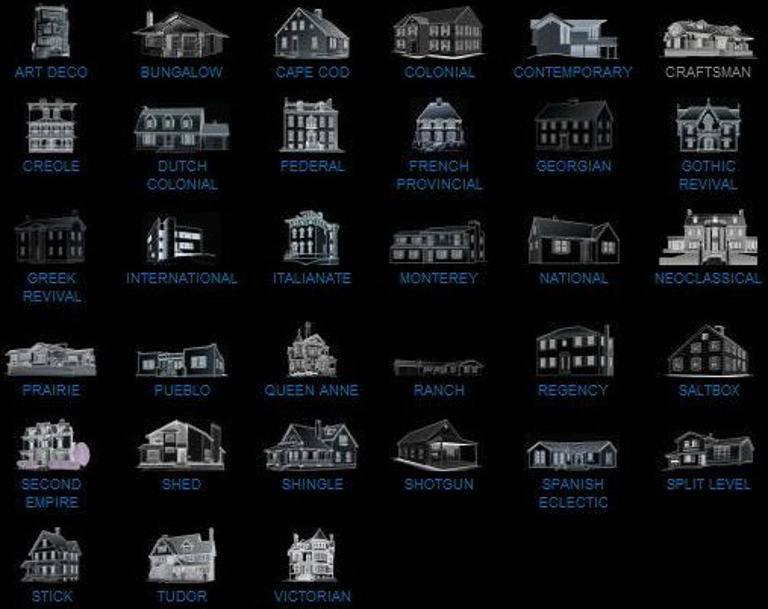 ART DECO
BUNGALOW
CAPE COD
COLONIAL
CONTEMPORARY
CRAFTSMAN
CREOLE
DUTCH
COLONIAL
FEDERAL
FRENCH
PROVINCIAL
GEORGIAN
GOTHIC
REVIVAL
GREEK
REVIVAL
INTERNATIONAL
ITALIANATE
MONTEREY
NATIONAL
NEOCLASSICAL
PRAIRIE
PUEBLO
QUEEN ANNE
RANCH
REGENCY
SALTBOX
SECOND
EMPIRE
SHED
SHINGLE
SHOTGUN
SPANISH
ECLECTIC
SPLIT LEVEL
STICK
TUDOR
VICTORIAN